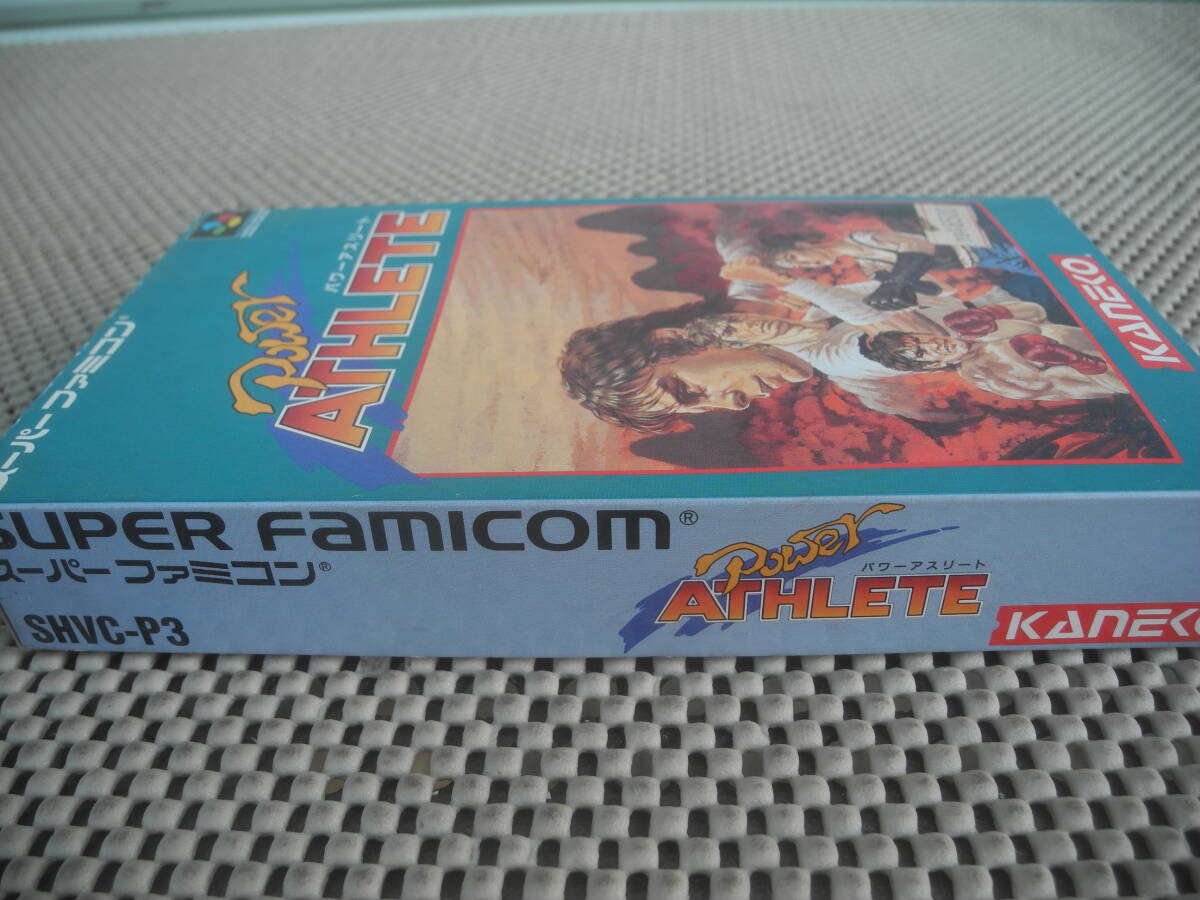 スーパーファミコン®
Power
ATHLETE
パワーアスリート
KANEKO
SUPER FAMICOM®
スーパーファミコン®
SHVC-P3
Power
パワーアスリート
ATHLETE
KANEKO